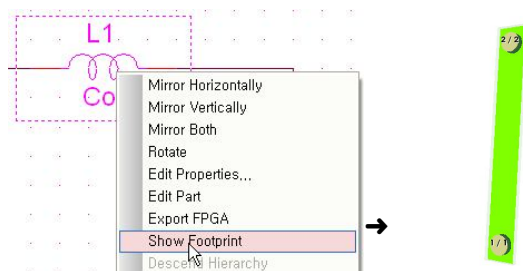 L1
Co
Mirror Horizontally
Mirror Vertically
Mirror Both
Rotate
Edit Properties...
Edit Part
Export FPGA
Show Footprint
Descend Hierarchy
2 / 2
1 / 1